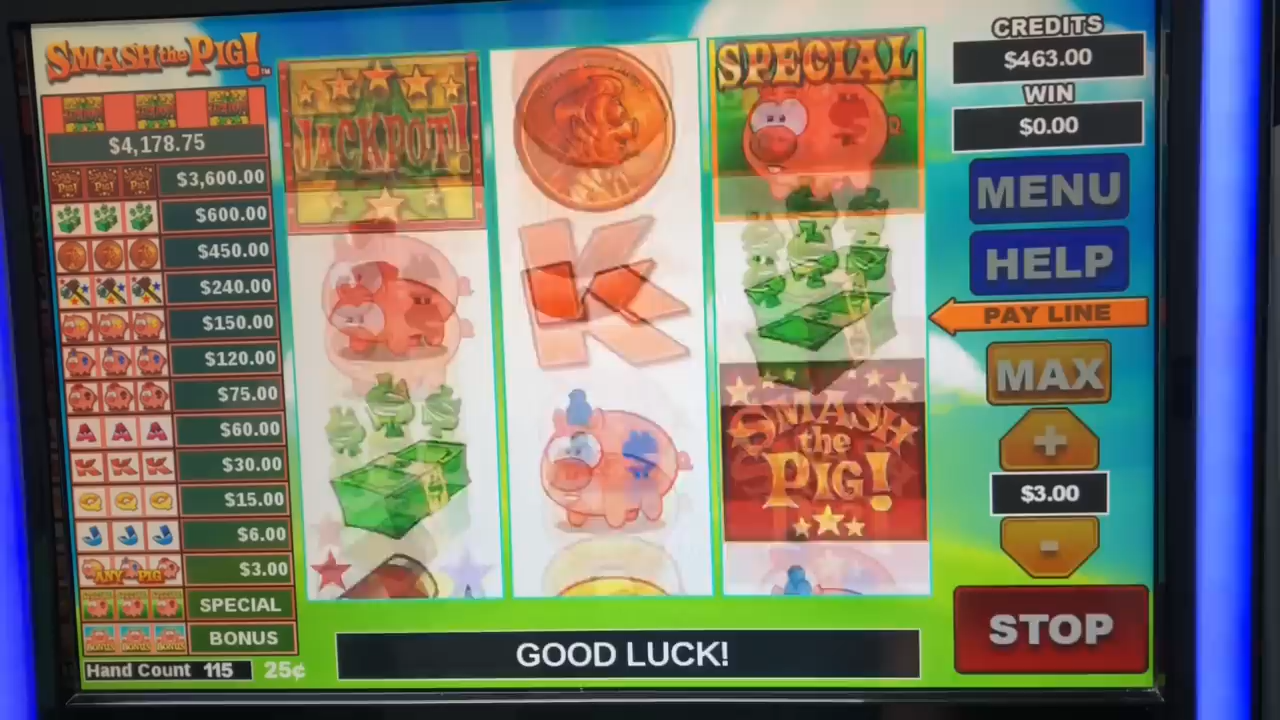 SMASH the PIG!™
$4,178.75
$3,600.00
$600.00
$450.00
$240.00
$150.00
$120.00
$75.00
A A A
$60.00
K K K
$30.00
Q Q Q
$15.00
J J J
$6.00
ANY PIG
$3.00
SPECIAL
BONUS
Hand Count 115 25¢
JACKPOT!
K
SPECIAL
SMASH
the
PIG!
GOOD LUCK!
CREDITS
$463.00
WIN
$0.00
MENU
HELP
PAY LINE
MAX
+
$3.00
-
STOP